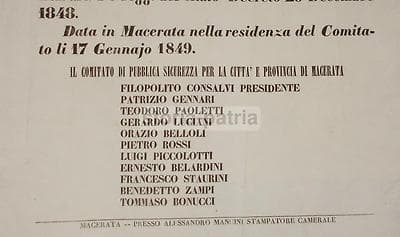 1848.
Data in Macerata nella residenza del Comita-
to li 17 Gennajo 1849.
IL COMITATO DI PUBBLICA SICUREZZA PER LA CITTA' E PROVINCIA DI MACERATA
FILOPOLITO CONSALVI PRESIDENTE
PATRIZIO GENNARI
TEODORO PAOLETTI
GERARDO LUCIANI
ORAZIO BELLOLI
PIETRO ROSSI
LUIGI PICCOLOTTI
ERNESTO BELARDINI
FRANCESCO STAURINI
BENEDETTO ZAMPI
TOMMASO BONUCCI
MACERATA -- PRESSO ALESSANDRO MANCINI STAMPATORE CAMERALE